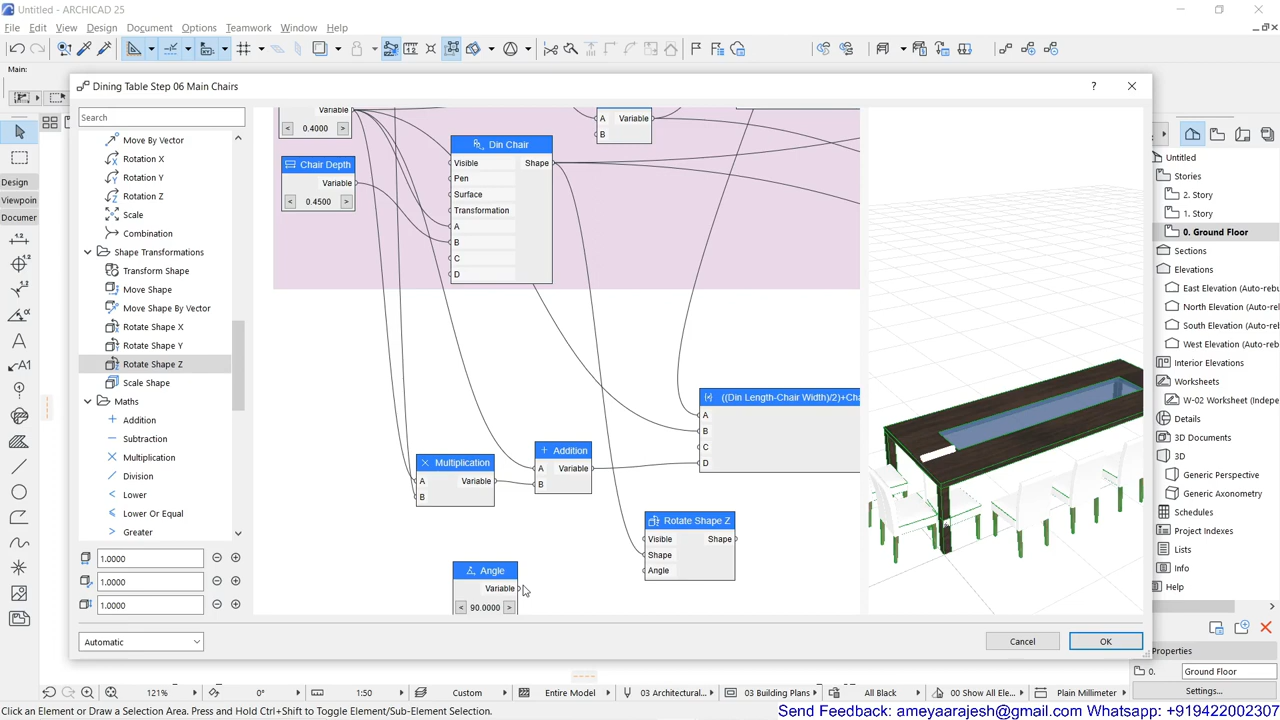 Untitled - ARCHICAD 25
File Edit View Design Document Options Teamwork Window Help
Main:
Dining Table Step 06 Main Chairs
?
Search
Move By Vector
Rotation X
Rotation Y
Rotation Z
Scale
Combination
Shape Transformations
Transform Shape
Move Shape
Move Shape By Vector
Rotate Shape X
Rotate Shape Y
Rotate Shape Z
Scale Shape
Maths
Addition
Subtraction
Multiplication
Division
Lower
Lower Or Equal
Greater
1.0000
1.0000
1.0000
Automatic
Design
Viewpoin
Documer
Variable
0.4000
Chair Depth
Variable
0.4500
Din Chair
Visible Shape
Pen
Surface
Transformation
A
B
C
D
A Variable
B
((Din Length-Chair Width)/2)+Cha
A
B
C
D
Multiplication
A Variable
B
Addition
A Variable
B
Rotate Shape Z
Visible Shape
Shape
Angle
Angle
Variable
90.0000
Cancel
OK
Untitled
Stories
2. Story
1. Story
0. Ground Floor
Sections
Elevations
East Elevation (Auto-rebu
North Elevation (Auto-reb
South Elevation (Auto-reb
West Elevation (Auto-reb
Interior Elevations
Worksheets
W-02 Worksheet (Indepe
Details
3D Documents
3D
Generic Perspective
Generic Axonometry
Schedules
Project Indexes
Lists
Info
Help
Properties
0. Ground Floor
Settings...
121% 0° 1:50 Custom Entire Model 03 Architectural... 03 Building Plans All Black 00 Show All Ele... Plain Millimeter
Click an Element or Draw a Selection Area. Press and Hold Ctrl+Shift to Toggle Element/Sub-Element Selection.
Send Feedback: ameyaarajesh@gmail.com Whatsapp: +919422002307